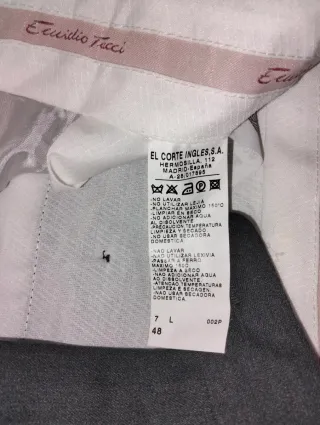 Emidio Tucci
Emidio
EL CORTE INGLES,S.A.
HERMOSILLA, 112
MADRID-España
A-28/017895
-NO LAVAR
-NO UTILIZAR LEJIA
-PLANCHAR MAXIMO 150ºC
-LIMPIAR EN SECO
-NO ADICIONAR AGUA
AL DISOLVENTE
-PRECAUCION TEMPERATURA
LIMPIEZA Y SECADO
-NO USAR SECADORA
DOMESTICA
-NAO LAVAR
-NAO UTILIZAR LEXIVIA
-PASSAR A FERRO
MAXIMO 150ºC
-LIMPEZA A SECO
-NAO ADICIONAR AGUA
AO DISSOLVENTE
-ATENCAO TEMPERATURAS
LIMPEZA E SECAGEM
-NAO USAR SECADORA
DOMESTICA
7 L 002P
48